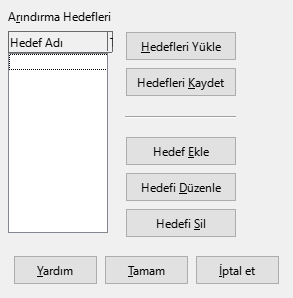 Arındırma Hedefleri
Hedef Adı
Hedefleri Yükle
Hedefleri Kaydet
Hedef Ekle
Hedefi Düzenle
Hedefi Sil
Yardım
Tamam
İptal et